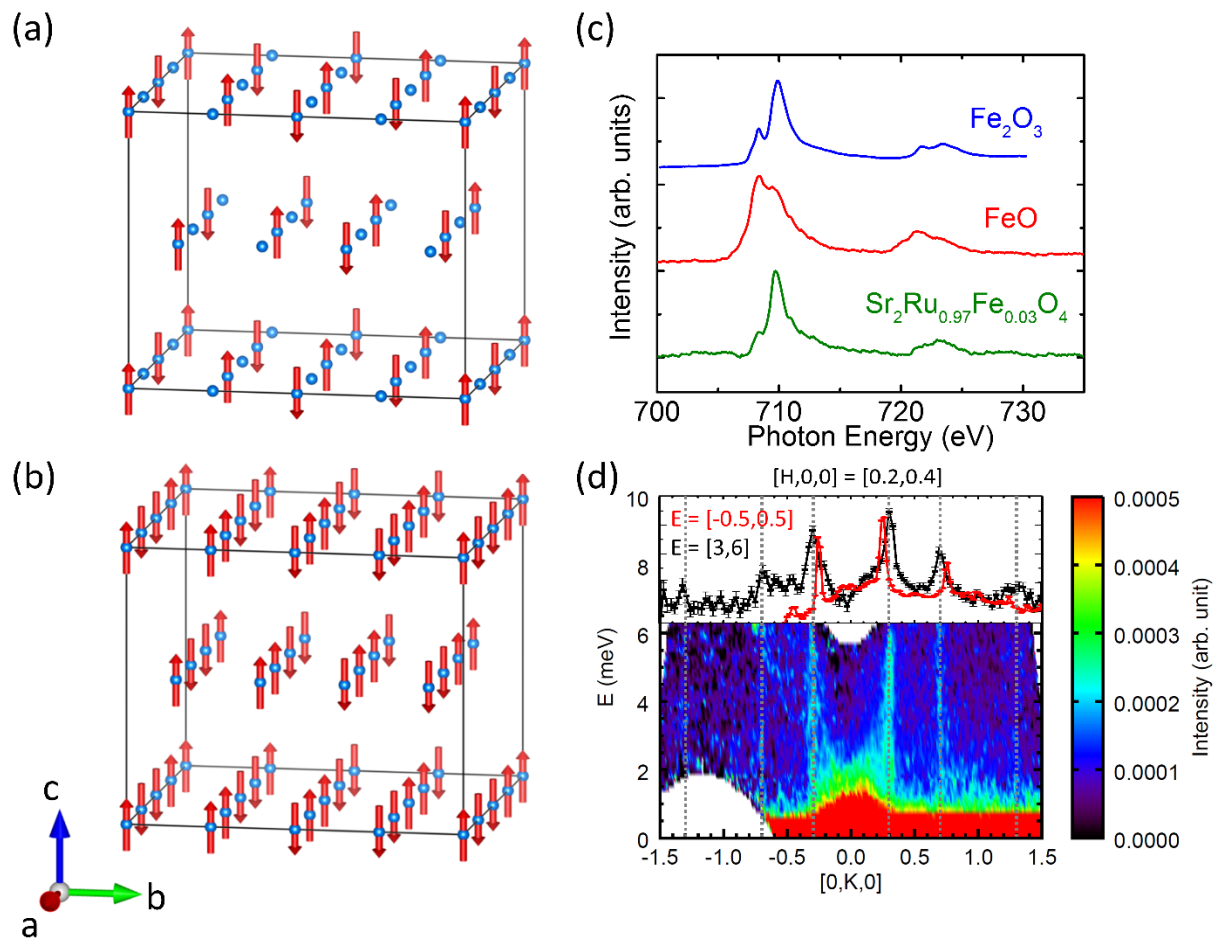 (a)
(b)
c
b
a
(c)
Intensity (arb. units)
Fe2O3
FeO
Sr2Ru0.97Fe0.03O4
700 710 720 730
Photon Energy (eV)
(d)
[H,0,0] = [0.2,0.4]
E = [-0.5,0.5]
E = [3,6]
10
8
6
4
2
0
E (meV)
-1.5 -1.0 -0.5 0.0 0.5 1.0 1.5
[0,K,0]
0.0005
0.0004
0.0003
0.0002
0.0001
0.0000
Intensity (arb. unit)